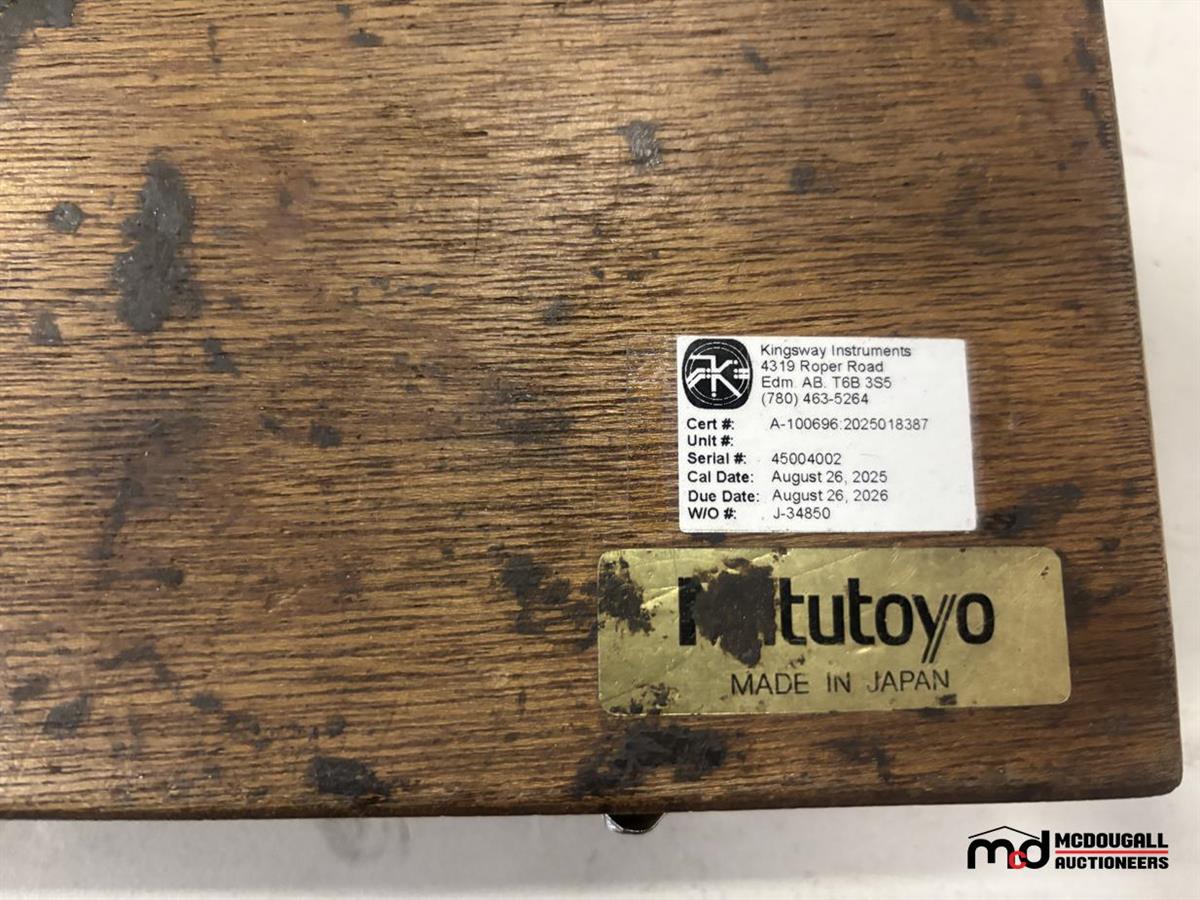 Kingsway Instruments
4319 Roper Road
Edm. AB. T6B 3S5
(780) 463-5264
Cert #: A-100696:2025018387
Unit #:
Serial #: 45004002
Cal Date: August 26, 2025
Due Date: August 26, 2026
W/O #: J-34850
Mitutoyo
MADE IN JAPAN
mcd MCDOUGALL
AUCTIONEERS